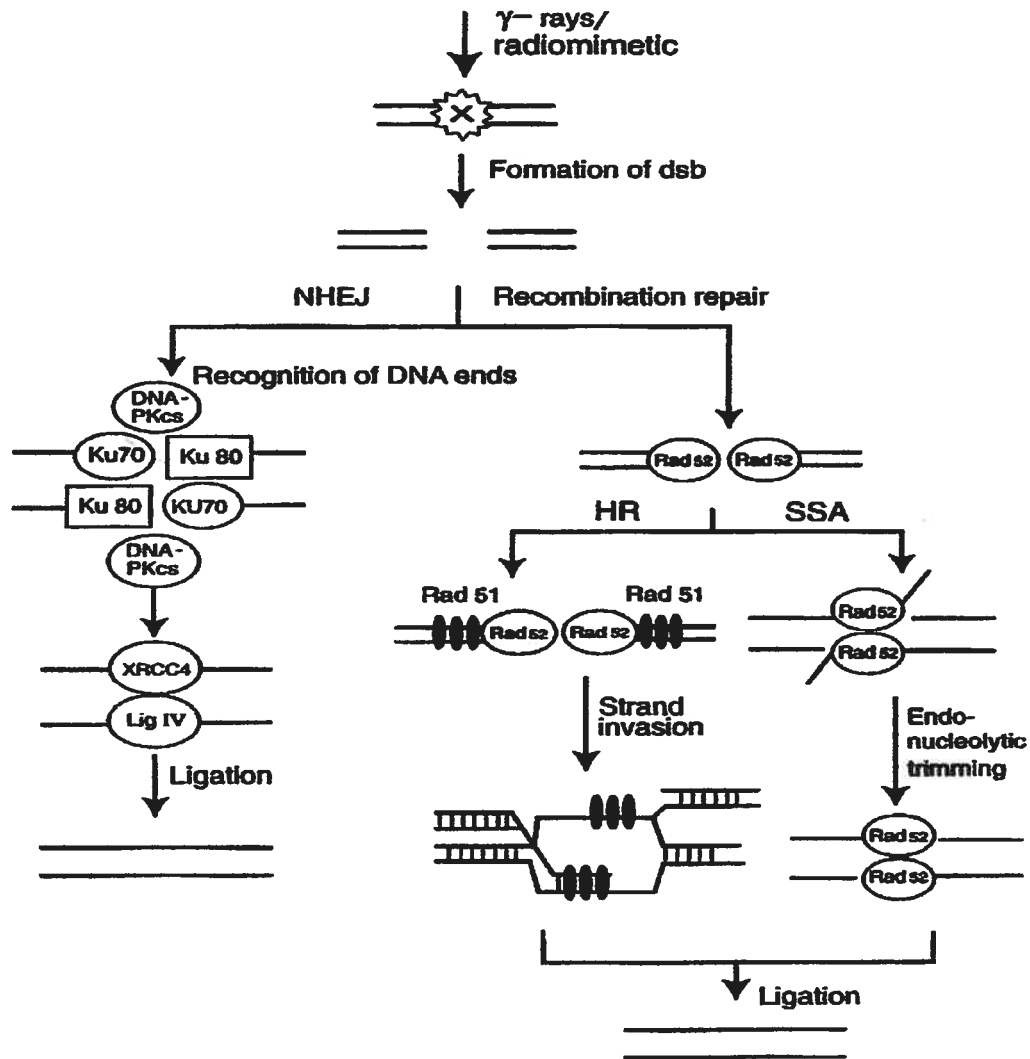 γ– rays/
radiomimetic
X
Formation of dsb
NHEJ
Recombination repair
Recognition of DNA ends
DNA-
PKcs
Ku70
Ku 80
Ku 80
KU70
DNA-
PKcs
XRCC4
Lig IV
Ligation
Rad 52
Rad 52
HR
SSA
Rad 51
Rad 51
Rad 52
Rad 52
Rad 52
Rad 52
Strand
invasion
Endo-
nucleolytic
trimming
Rad 52
Rad 52
Ligation